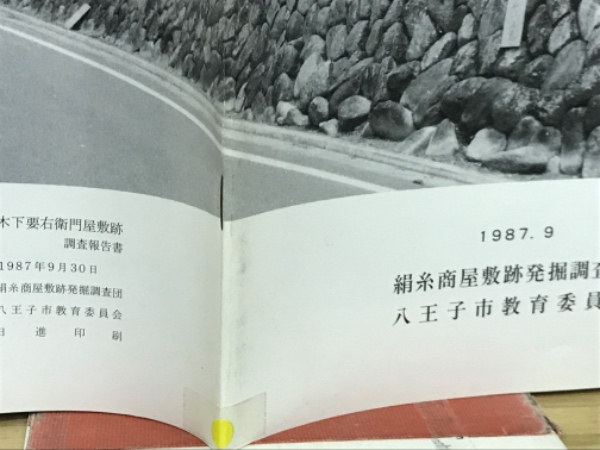 木下要右衛門屋敷跡
調査報告書
1987年9月30日
絹糸商屋敷跡発掘調査団
八王子市教育委員会
日進印刷
1987.9
絹糸商屋敷跡発掘調査
八王子市教育委員